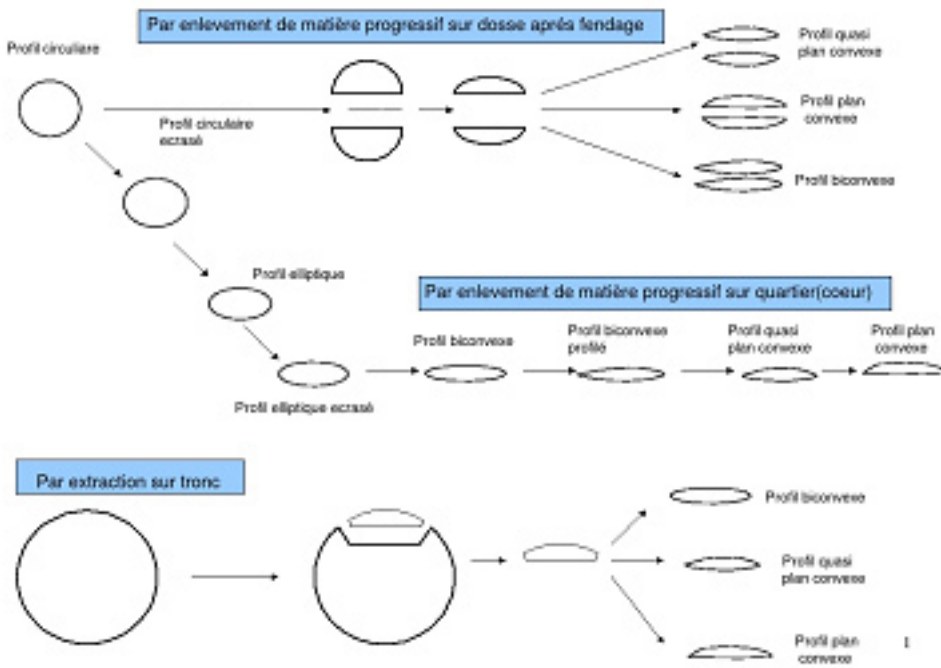 Par enlevement de matière progressif sur dosse aprés fendage
Profil circuliare
Profil circulaire
ecrasé
Profil quasi
plan convexe
Profil plan
convexe
Profil biconvexe
Profil elliptique
Par enlevement de matière progressif sur quartier(coeur)
Profil biconvexe
Profil biconvexe
profilé
Profil quasi
plan convexe
Profil plan
convexe
Profil elliptique ecrasé
Par extraction sur tronc
Profil biconvexe
Profil quasi
plan convexe
Profil plan
convexe
1